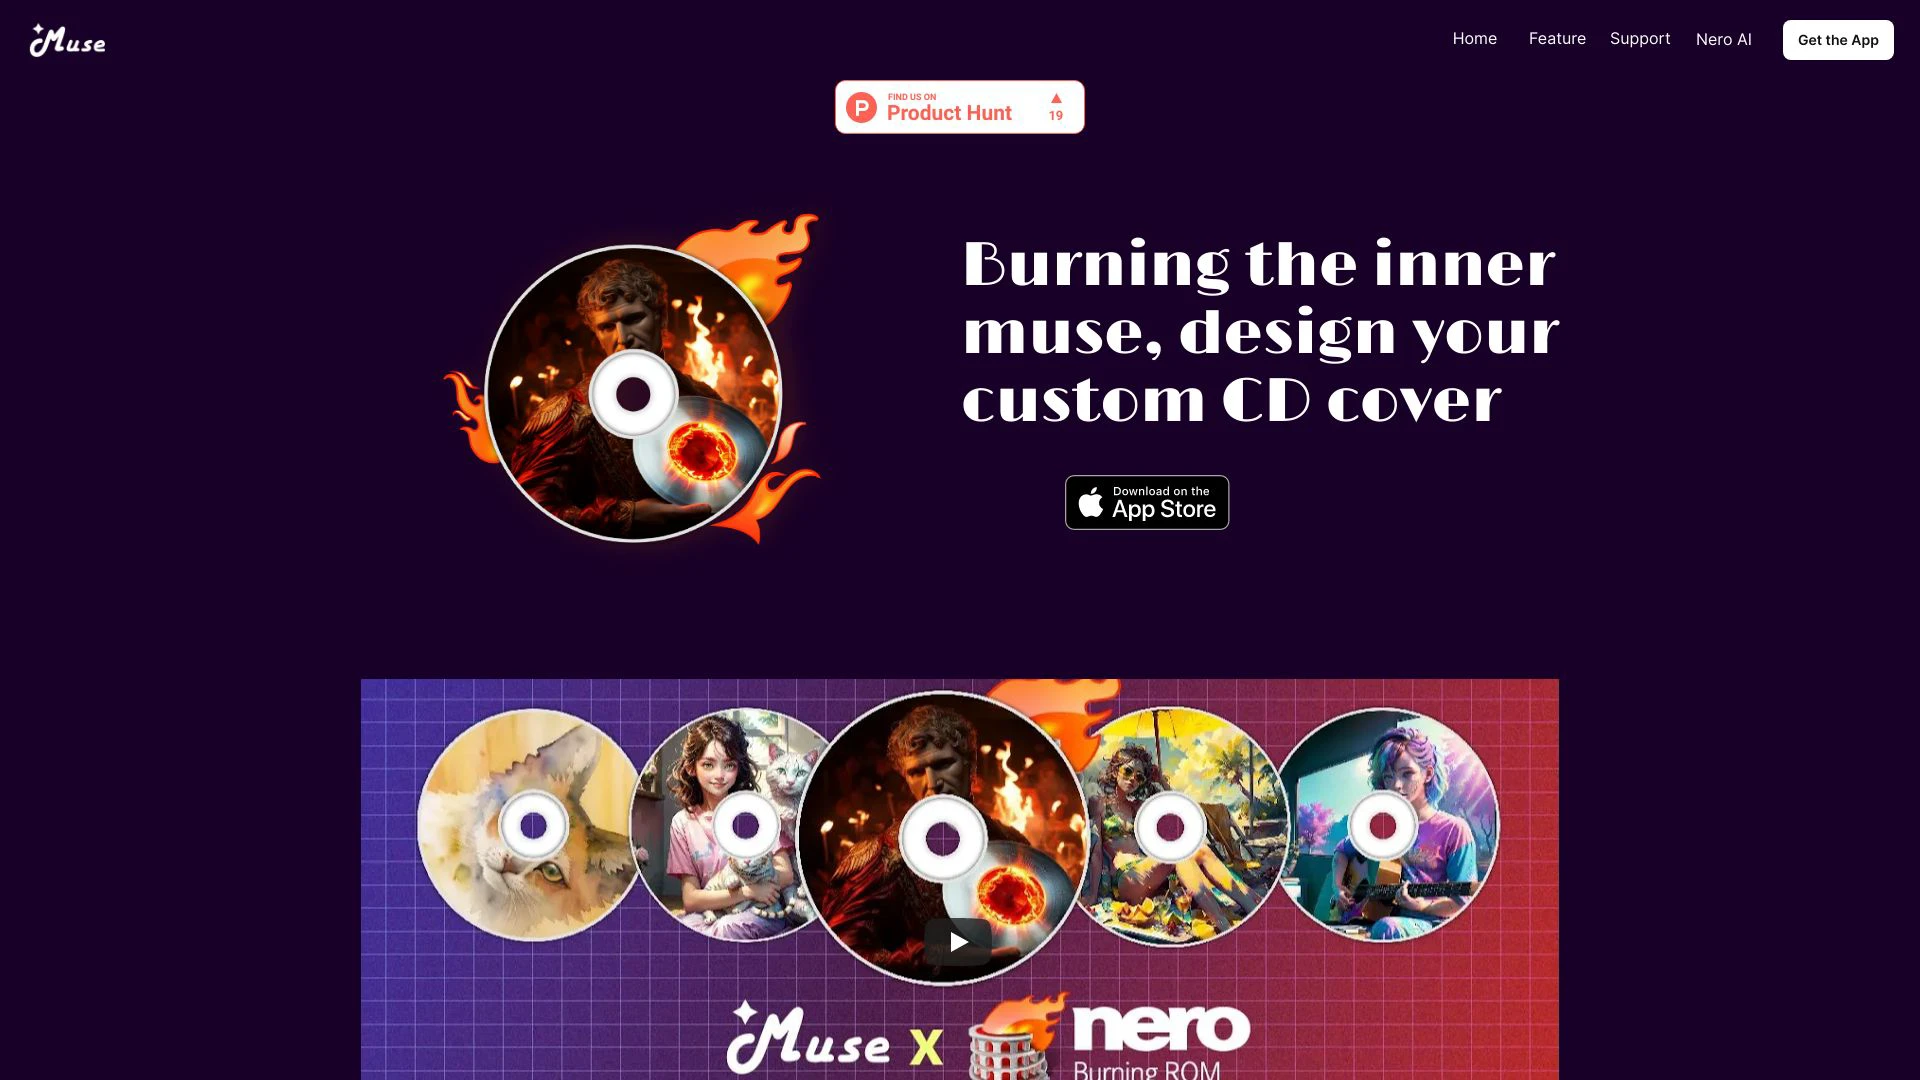 Muse
Home
Feature
Support
Nero AI
Get the App
P
FIND US ON
Product Hunt
19
Burning the inner
muse, design your
custom CD cover
Download on the
App Store
Muse X nero
Burning ROM